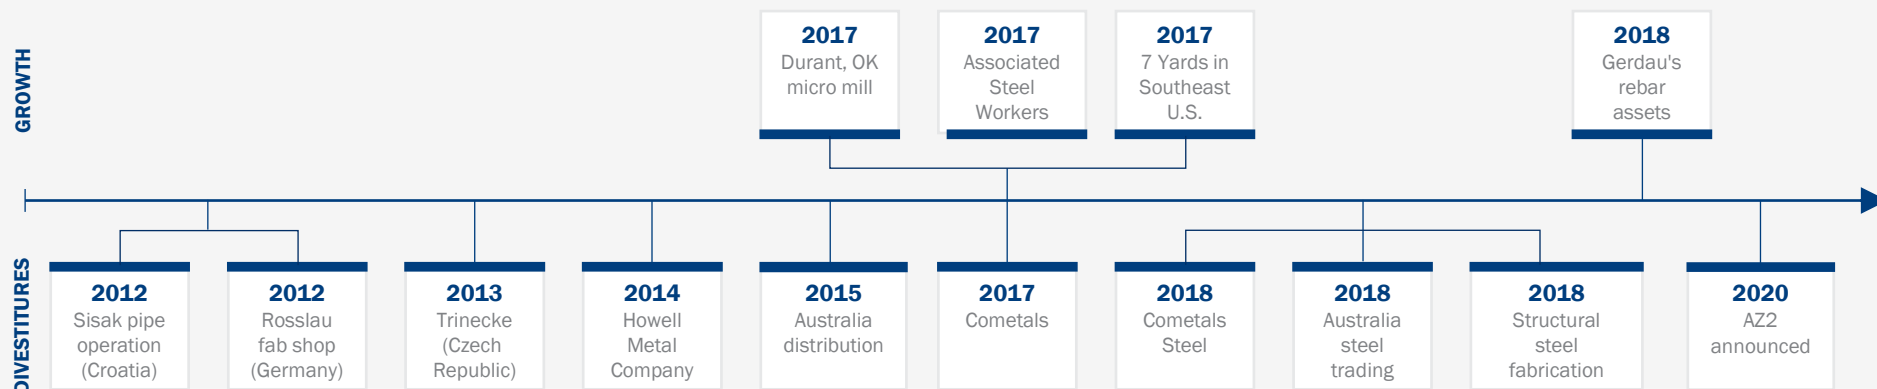 GROWTH
2017
Durant, OK
micro mill
2017
Associated
Steel
Workers
2017
7 Yards in
Southeast
U.S.
2018
Gerdau's
rebar
assets
DIVESTITURES
2012
Sisak pipe
operation
(Croatia)
2012
Rosslau
fab shop
(Germany)
2013
Trinecke
(Czech
Republic)
2014
Howell
Metal
Company
2015
Australia
distribution
2017
Cometals
2018
Cometals
Steel
2018
Australia
steel
trading
2018
Structural
steel
fabrication
2020
AZ2
announced